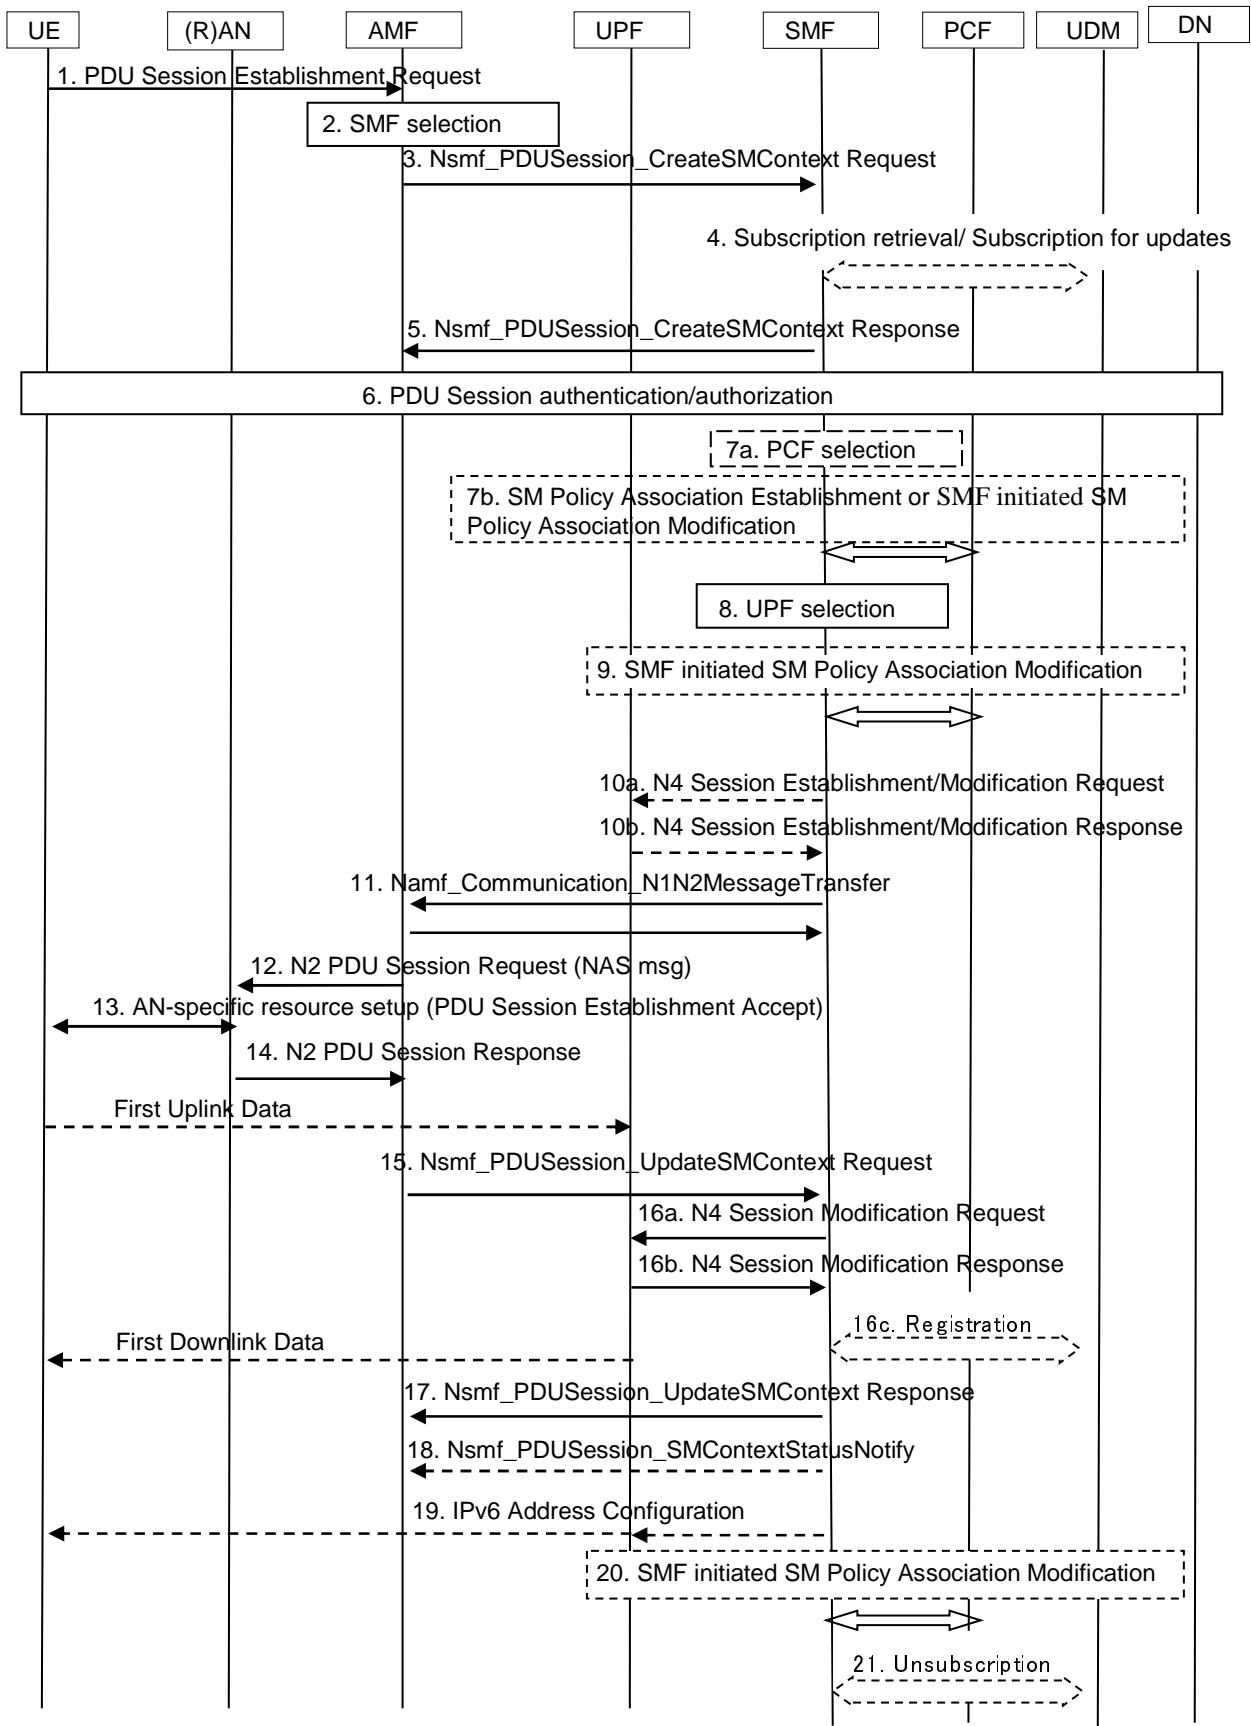 UE (R)AN AMF UPF SMF PCF UDM DN
1. PDU Session Establishment Request
2. SMF selection
3. Nsmf_PDUSession_CreateSMContext Request
4. Subscription retrieval/ Subscription for updates
5. Nsmf_PDUSession_CreateSMContext Response
6. PDU Session authentication/authorization
7a. PCF selection
7b. SM Policy Association Establishment or SMF initiated SM
Policy Association Modification
8. UPF selection
9. SMF initiated SM Policy Association Modification
10a. N4 Session Establishment/Modification Request
10b. N4 Session Establishment/Modification Response
11. Namf_Communication_N1N2MessageTransfer
12. N2 PDU Session Request (NAS msg)
13. AN-specific resource setup (PDU Session Establishment Accept)
14. N2 PDU Session Response
First Uplink Data
15. Nsmf_PDUSession_UpdateSMContext Request
16a. N4 Session Modification Request
16b. N4 Session Modification Response
16c. Registration
First Downlink Data
17. Nsmf_PDUSession_UpdateSMContext Response
18. Nsmf_PDUSession_SMContextStatusNotify
19. IPv6 Address Configuration
20. SMF initiated SM Policy Association Modification
21. Unsubscription